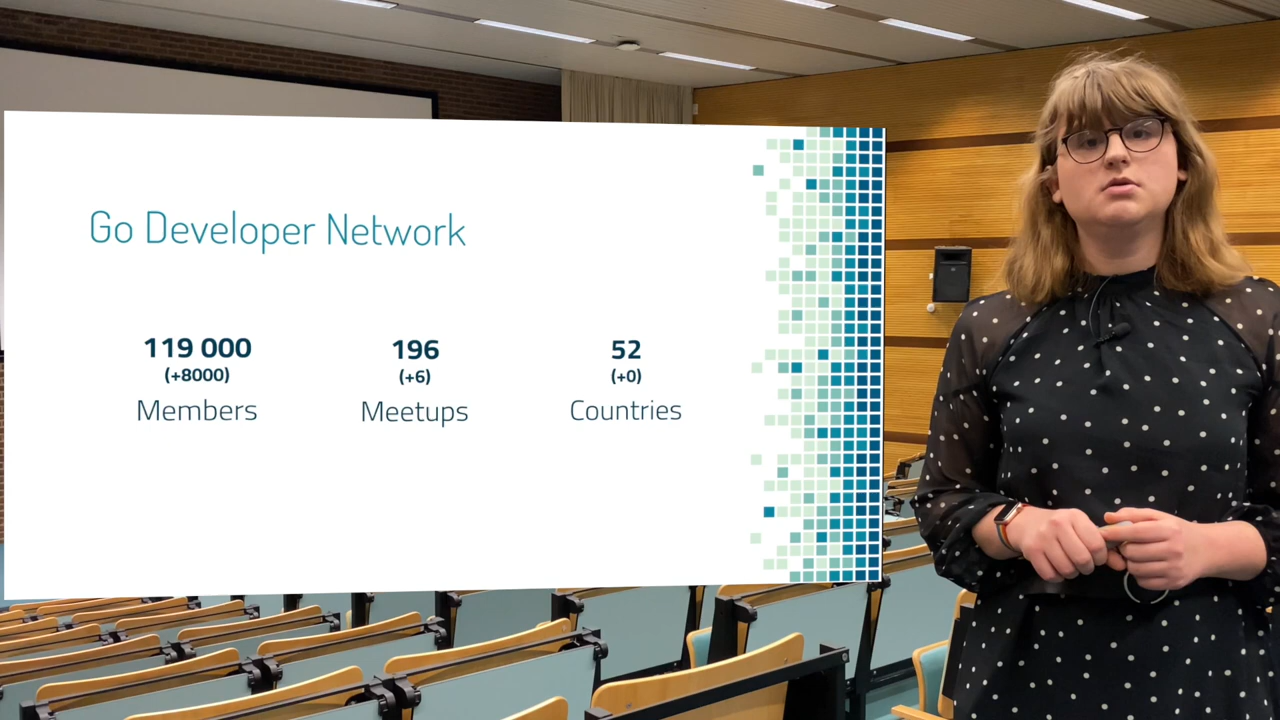 Go Developer Network
119 000
(+8000)
Members
196
(+6)
Meetups
52
(+0)
Countries